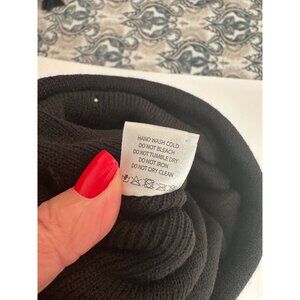 HAND WASH COLD
DO NOT BLEACH
DO NOT TUMBLE DRY
DO NOT IRON
DO NOT DRY CLEAN